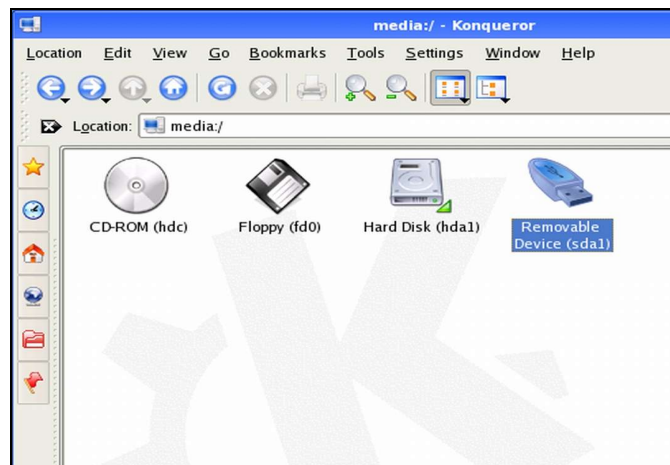 media:/ - Konqueror
Location Edit View Go Bookmarks Tools Settings Window Help
Location: media:/
CD-ROM (hdc) Floppy (fd0) Hard Disk (hda1) Removable
Device (sda1)